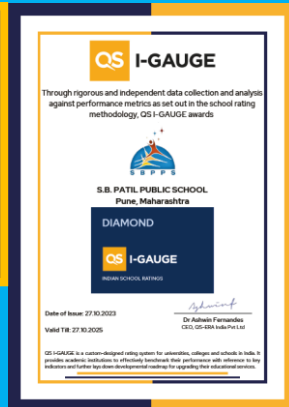 QS I-GAUGE
Through rigorous and independent data collection and analysis
against performance metrics as set out in the school rating
methodology, QS I-GAUGE awards
S B P P S
S.B. PATIL PUBLIC SCHOOL
Pune, Maharashtra
DIAMOND
QS I-GAUGE
INDIAN SCHOOL RATINGS
Date of Issue: 27.10.2023
Valid Till: 27.10.2025
Dr Ashwin Fernandes
CEO, QS-ERA India Pvt Ltd
QS I-GAUGE is a custom-designed rating system for universities, colleges and schools in India. It
provides academic institutions to effectively benchmark their performance with reference to key
indicators and further lays down developmental roadmap for upgrading their educational services.